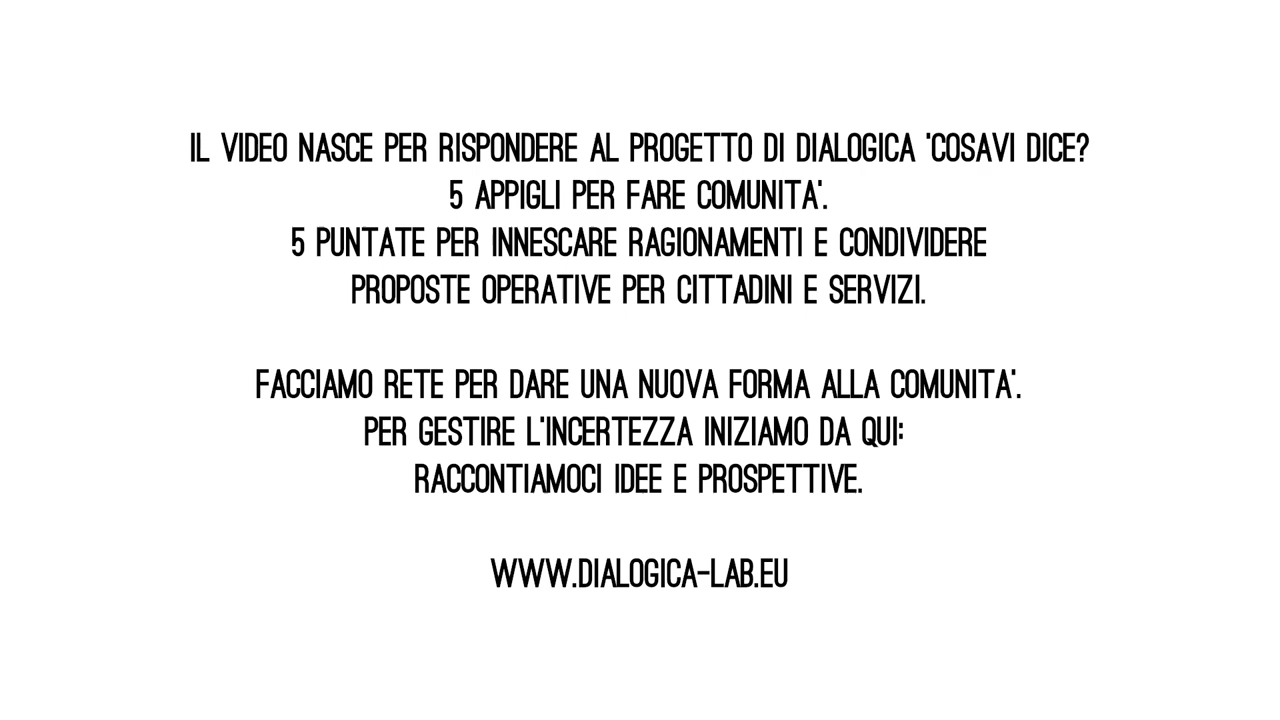 IL VIDEO NASCE PER RISPONDERE AL PROGETTO DI DIALOGICA 'COSAVI DICE?
5 APPIGLI PER FARE COMUNITA'.
5 PUNTATE PER INNESCARE RAGIONAMENTI E CONDIVIDERE
PROPOSTE OPERATIVE PER CITTADINI E SERVIZI.
FACCIAMO RETE PER DARE UNA NUOVA FORMA ALLA COMUNITA'.
PER GESTIRE L'INCERTEZZA INIZIAMO DA QUI:
RACCONTIAMOCI IDEE E PROSPETTIVE.
WWW.DIALOGICA-LAB.EU